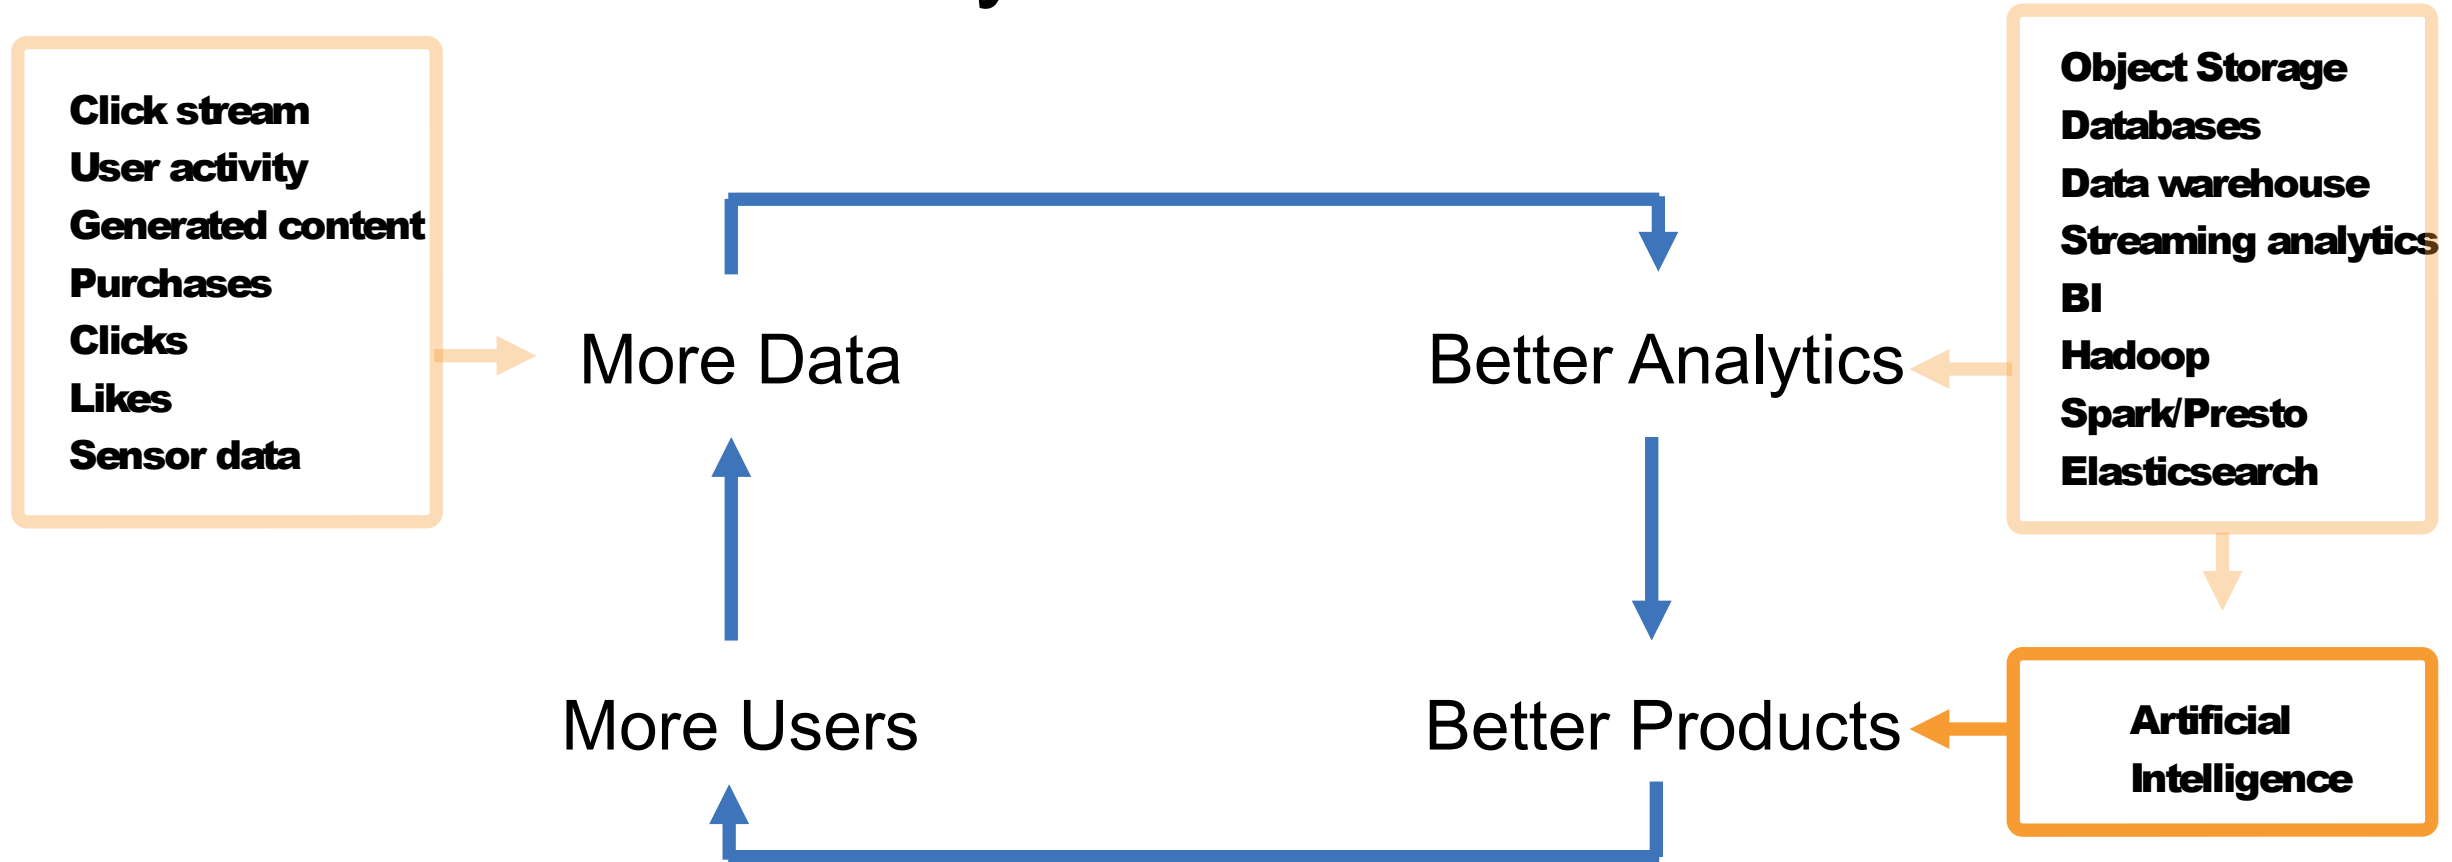 Click stream
User activity
Generated content
Purchases
Clicks
Likes
Sensor data
More Data
Better Analytics
Object Storage
Databases
Data warehouse
Streaming analytics
BI
Hadoop
Spark/Presto
Elasticsearch
More Users
Better Products
Artificial
Intelligence